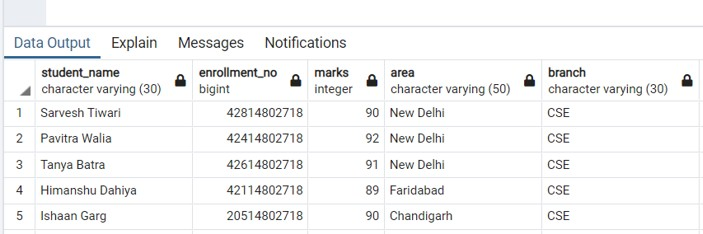 Data Output Explain Messages Notifications
student_name enrollment_no marks area branch
character varying (30) bigint integer character varying (50) character varying (30)
1 Sarvesh Tiwari 42814802718 90 New Delhi CSE
2 Pavitra Walia 42414802718 92 New Delhi CSE
3 Tanya Batra 42614802718 91 New Delhi CSE
4 Himanshu Dahiya 42114802718 89 Faridabad CSE
5 Ishaan Garg 20514802718 90 Chandigarh CSE